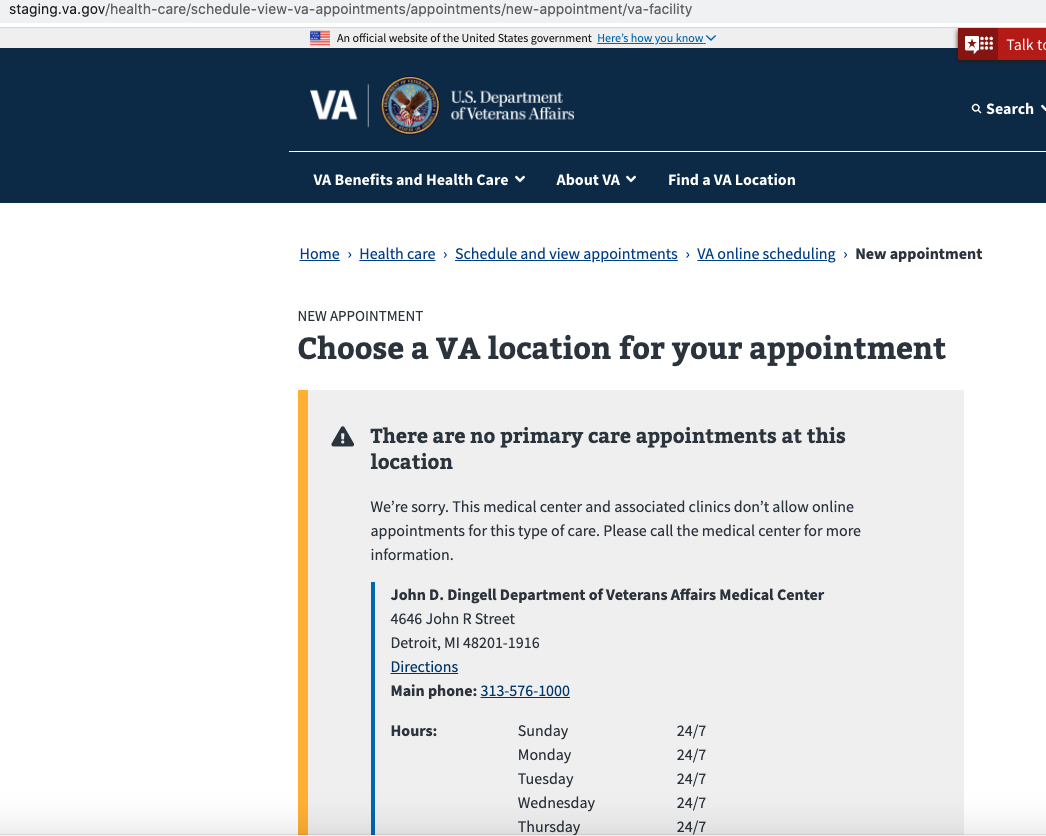 staging.va.gov/health-care/schedule-view-va-appointments/appointments/new-appointment/va-facility
An official website of the United States government Here's how you know
Talk to
VA U.S. Department of Veterans Affairs
Search
VA Benefits and Health Care About VA Find a VA Location
Home › Health care › Schedule and view appointments › VA online scheduling › New appointment
NEW APPOINTMENT
Choose a VA location for your appointment
There are no primary care appointments at this
location
We're sorry. This medical center and associated clinics don't allow online
appointments for this type of care. Please call the medical center for more
information.
John D. Dingell Department of Veterans Affairs Medical Center
4646 John R Street
Detroit, MI 48201-1916
Directions
Main phone: 313-576-1000
Hours: Sunday 24/7
Monday 24/7
Tuesday 24/7
Wednesday 24/7
Thursday 24/7